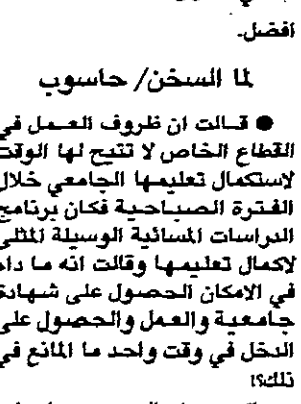 افضل.
لما السخن/ حاسوب
● قـالت ان ظروف العـمل في
القطاع الخاص لا تتيح لها الوقت
لاستكمال تعليمها الجامعي خلال
الفترة الصباحية فكان برنامج
الدراسات المسائية الوسيلة المثلى
لاكمال تعليمها وقالت انه ما دام
في الامكان الحصول على شهادة
جامعية والعمل والحصول على
الدخل في وقت واحد ما المانع في
ذلك؟!